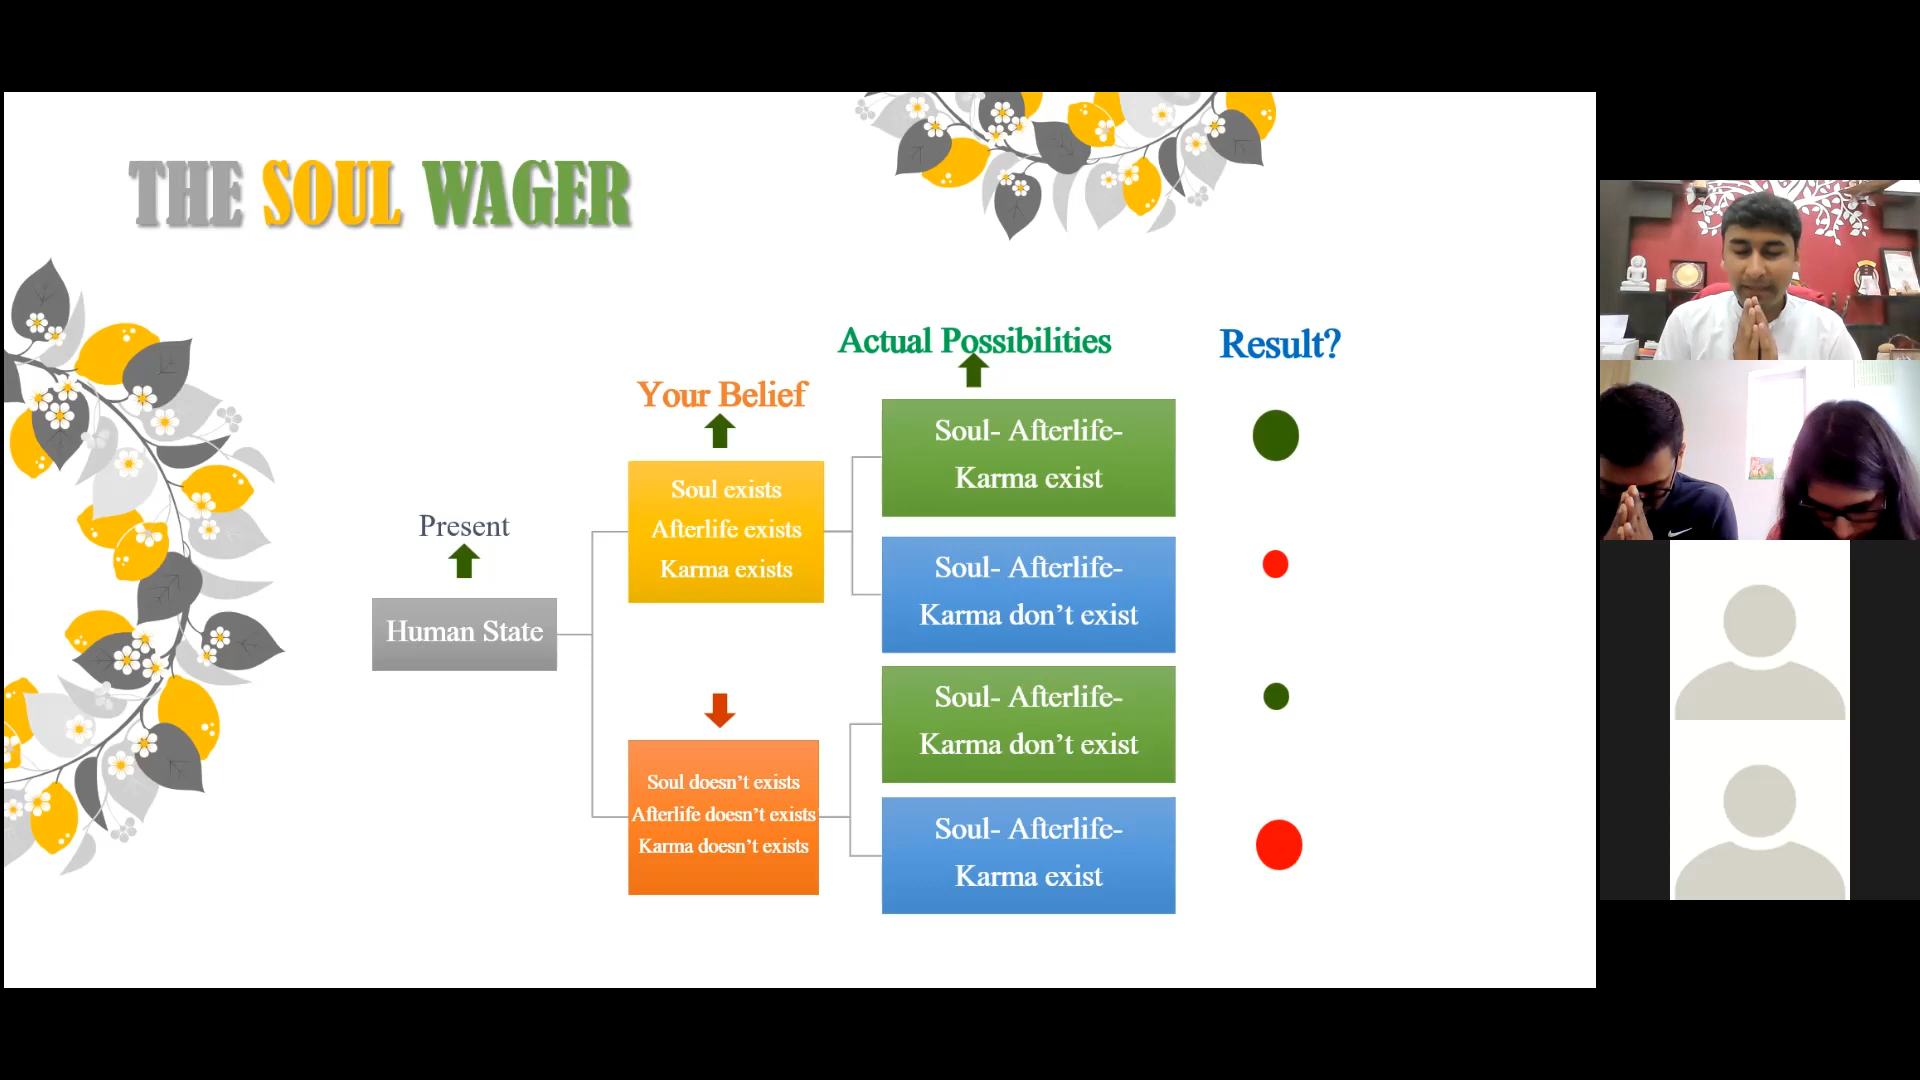 THE SOUL WAGER
Actual Possibilities
Result?
Your Belief
Present
Human State
Soul exists
Afterlife exists
Karma exists
Soul doesn’t exists
Afterlife doesn’t exists
Karma doesn’t exists
Soul- Afterlife-
Karma exist
Soul- Afterlife-
Karma don’t exist
Soul- Afterlife-
Karma don’t exist
Soul- Afterlife-
Karma exist